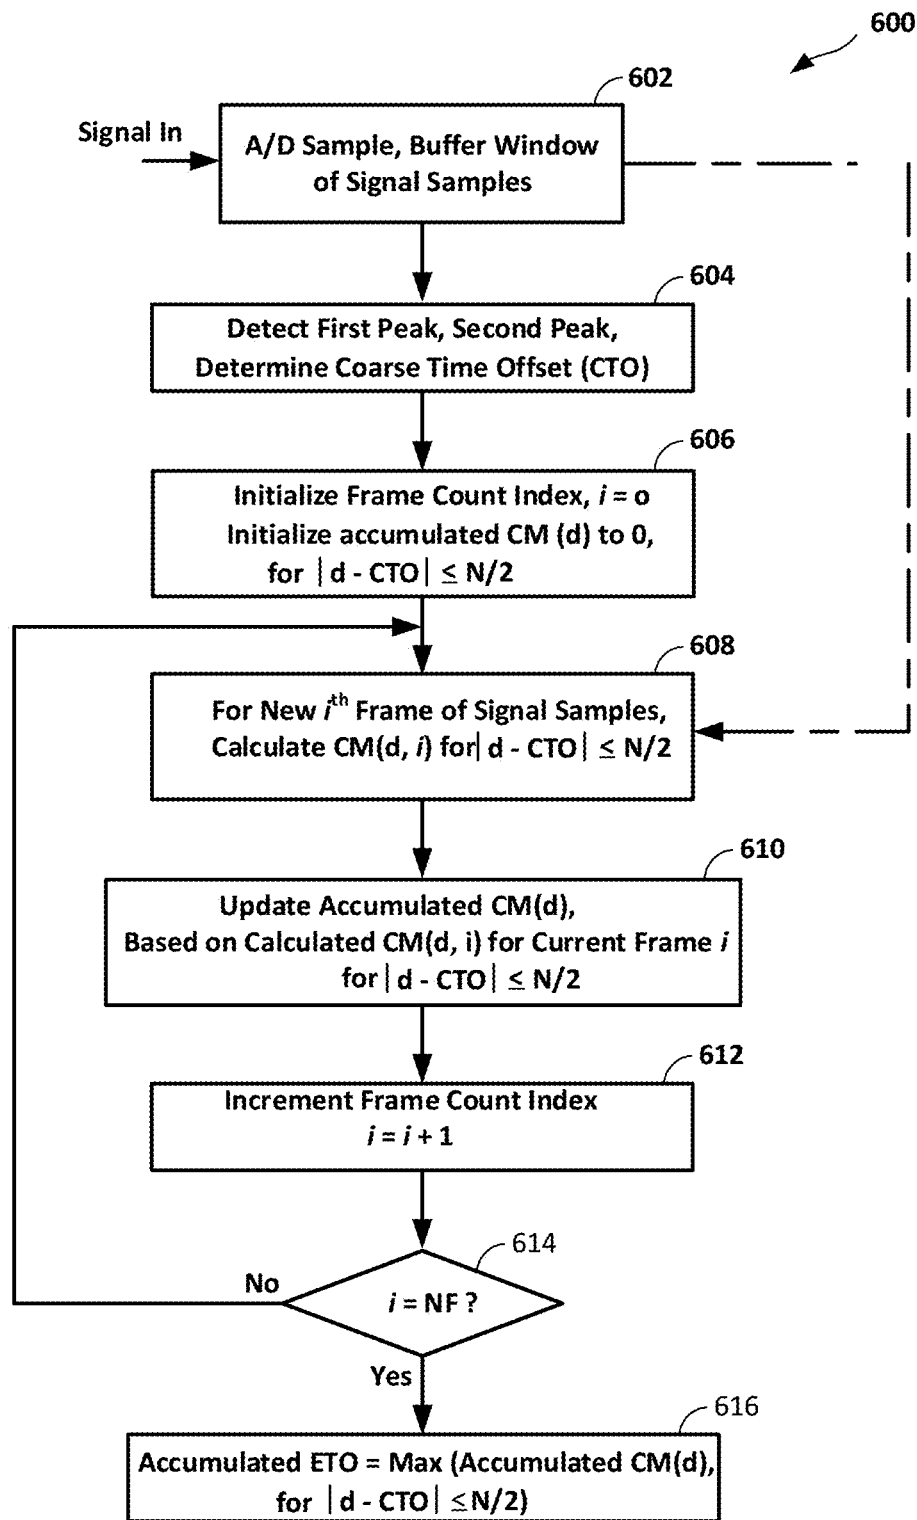 600
602
Signal In
A/D Sample, Buffer Window
of Signal Samples
604
Detect First Peak, Second Peak,
Determine Coarse Time Offset (CTO)
606
Initialize Frame Count Index, i = o
Initialize accumulated CM (d) to 0,
for |d - CTO| ≤ N/2
608
For New iᵗʰ Frame of Signal Samples,
Calculate CM(d, i) for |d - CTO| ≤ N/2
610
Update Accumulated CM(d),
Based on Calculated CM(d, i) for Current Frame i
for |d - CTO| ≤ N/2
612
Increment Frame Count Index
i = i + 1
614
No
i = NF ?
Yes
616
Accumulated ETO = Max (Accumulated CM(d),
for |d - CTO| ≤N/2)